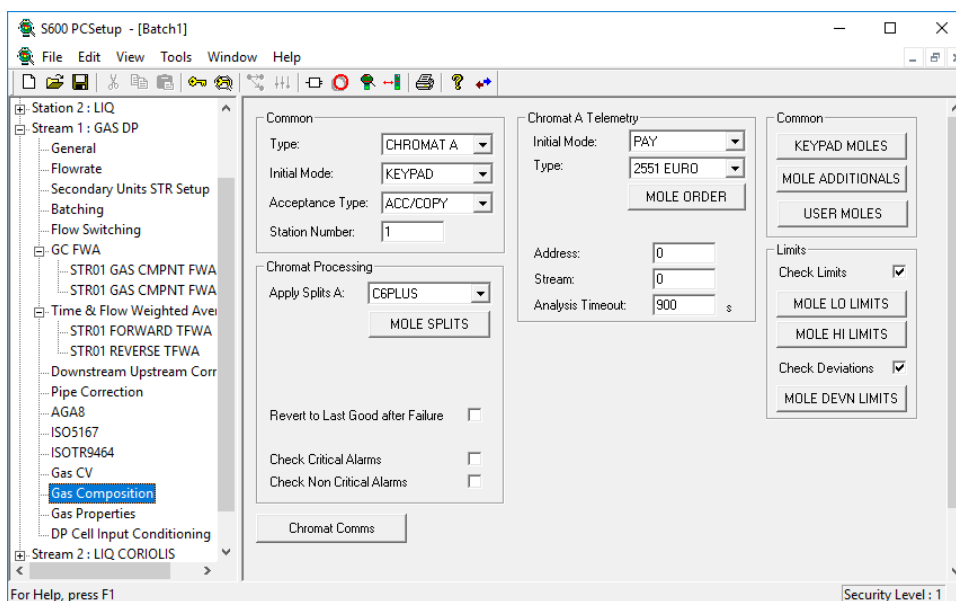 S600 PCSetup - [Batch1]
File Edit View Tools Window Help
Station 2 : LIQ
Stream 1 : GAS DP
General
Flowrate
Secondary Units STR Setup
Batching
Flow Switching
GC FWA
STR01 GAS CMPNT FWA
STR01 GAS CMPNT FWA
Time & Flow Weighted Aver
STR01 FORWARD TFWA
STR01 REVERSE TFWA
Downstream Upstream Corr
Pipe Correction
AGA8
ISO5167
ISOTR9464
Gas CV
Gas Composition
Gas Properties
DP Cell Input Conditioning
Stream 2 : LIQ CORIOLIS
Common
Type: CHROMAT A
Initial Mode: KEYPAD
Acceptance Type: ACC/COPY
Station Number: 1
Chromat Processing
Apply Splits A: C6PLUS
MOLE SPLITS
Revert to Last Good after Failure
Check Critical Alarms
Check Non Critical Alarms
Chromat Comms
Chromat A Telemetry
Initial Mode: PAY
Type: 2551 EURO
MOLE ORDER
Address: 0
Stream: 0
Analysis Timeout: 900 s
Common
KEYPAD MOLES
MOLE ADDITIONALS
USER MOLES
Limits
Check Limits
MOLE LO LIMITS
MOLE HI LIMITS
Check Deviations
MOLE DEVN LIMITS
For Help, press F1
Security Level : 1